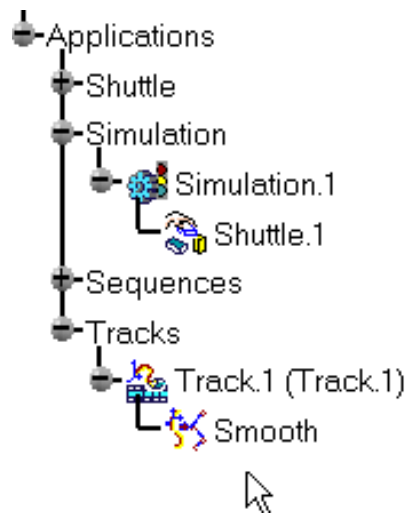 Applications
Shuttle
Simulation
Simulation.1
Shuttle.1
Sequences
Tracks
Track.1 (Track.1)
Smooth